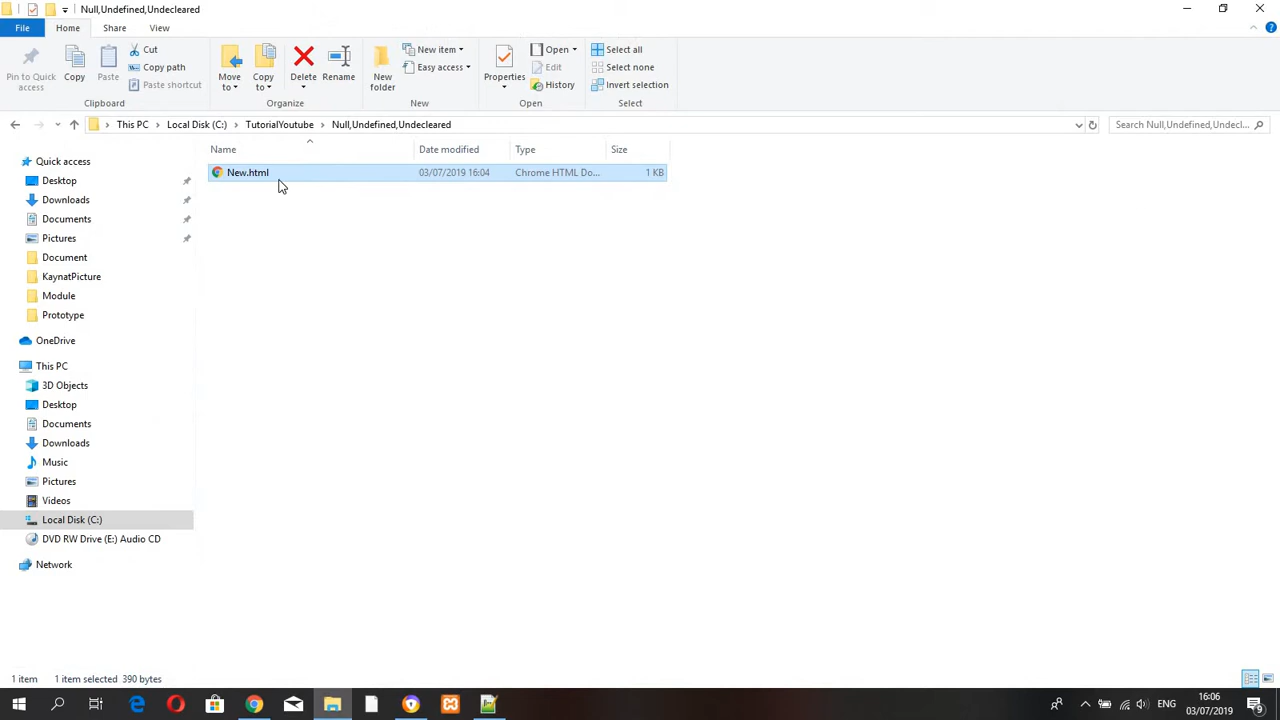 Null,Undefined,Undecleared
File Home Share View
Pin to Quick access
Copy
Paste
Cut
Copy path
Paste shortcut
Clipboard
Move to
Copy to
Delete
Rename
Organize
New folder
New item
Easy access
New
Properties
Open
Edit
History
Open
Select all
Select none
Invert selection
Select
This PC > Local Disk (C:) > TutorialYoutube > Null,Undefined,Undecleared
Search Null,Undefined,Undecl...
Name Date modified Type Size
New.html 03/07/2019 16:04 Chrome HTML Do... 1 KB
Quick access
Desktop
Downloads
Documents
Pictures
Document
KaynatPicture
Module
Prototype
OneDrive
This PC
3D Objects
Desktop
Documents
Downloads
Music
Pictures
Videos
Local Disk (C:)
DVD RW Drive (E:) Audio CD
Network
1 item 1 item selected 390 bytes
ENG
16:06
03/07/2019
9